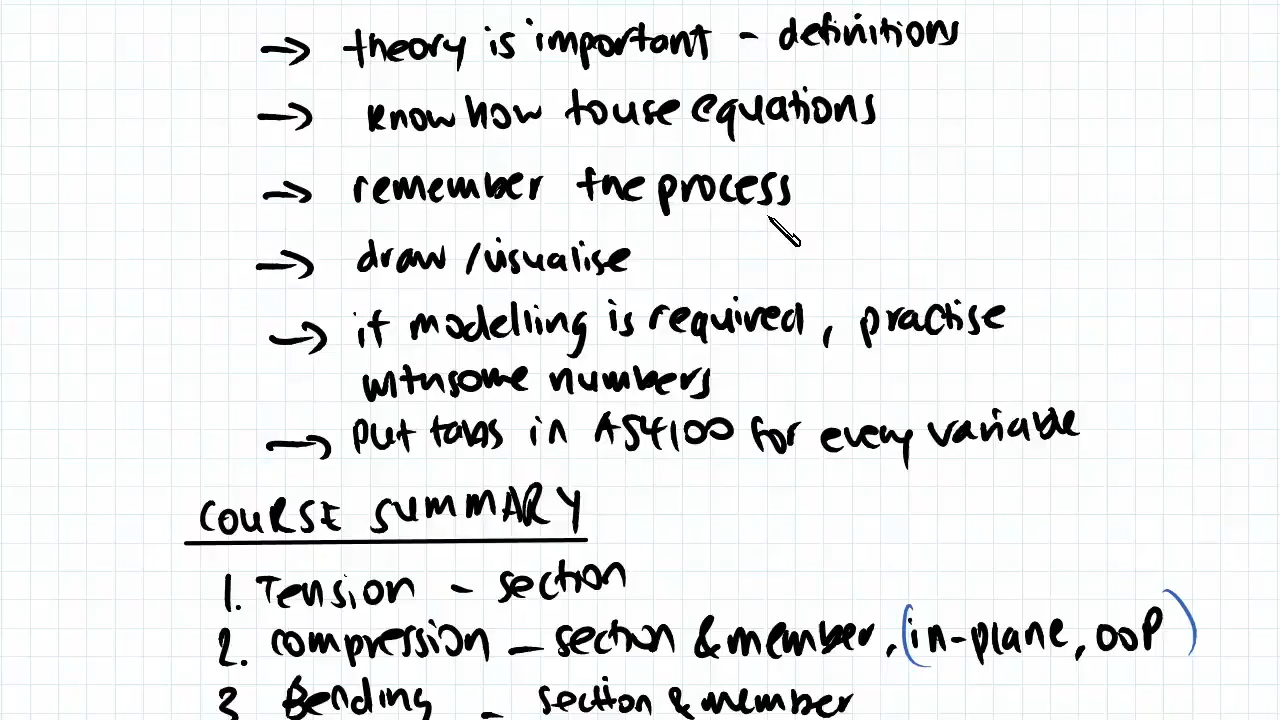 → theory is important - definitions
→ know how to use equations
→ remember the process
→ draw / visualise
→ if modelling is required, practise
with some numbers
→ put tabs in AS4100 for every variable
COURSE SUMMARY
1. Tension - section
2. compression - section & member, (in-plane, OOP)
3 Bending - section & member